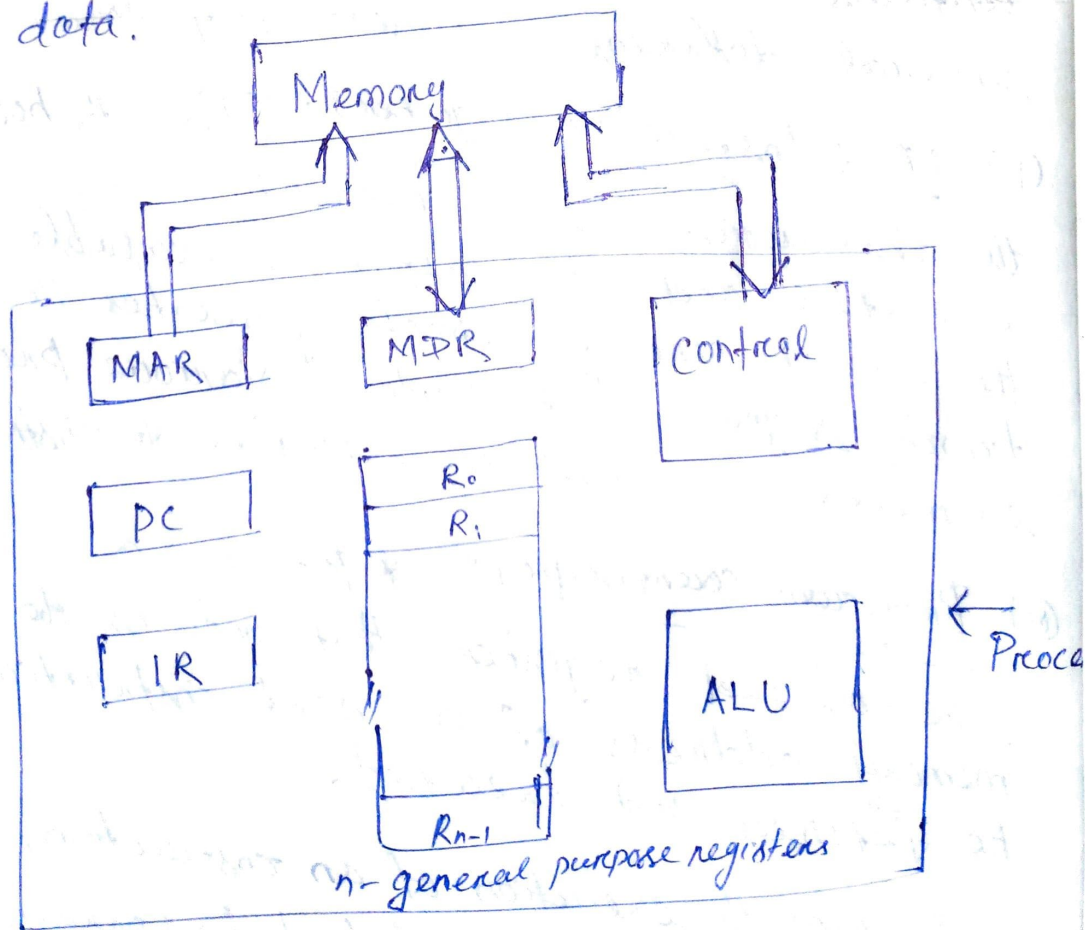 data.
Memory
MAR
MDR
Control
PC
R₀
R₁
IR
ALU
Rn-1
n- general purpose registers